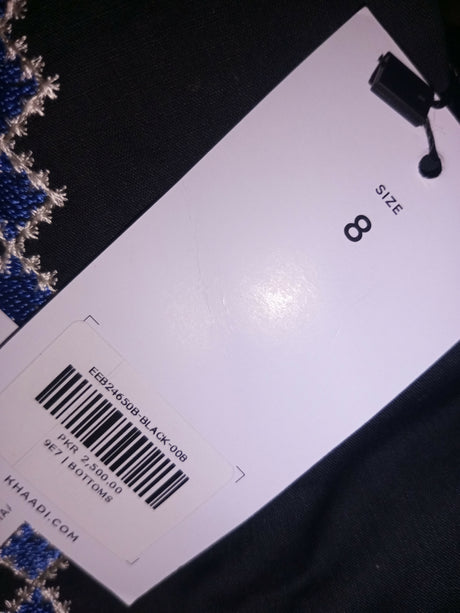 SIZE
8
EEB24650B-BLACK-008
PKR 2,500.00
9E7 | BOTTOMS
KHAADI.COM